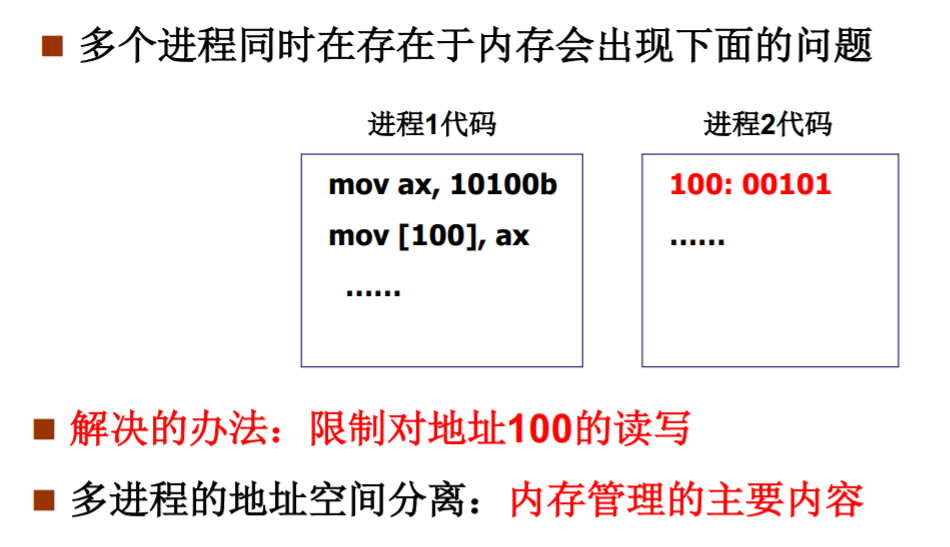 多个进程同时在存在于内存会出现下面的问题
进程1代码
进程2代码
mov ax, 10100b
mov [100], ax
......
100: 00101
......
解决的办法：限制对地址100的读写
多进程的地址空间分离：内存管理的主要内容